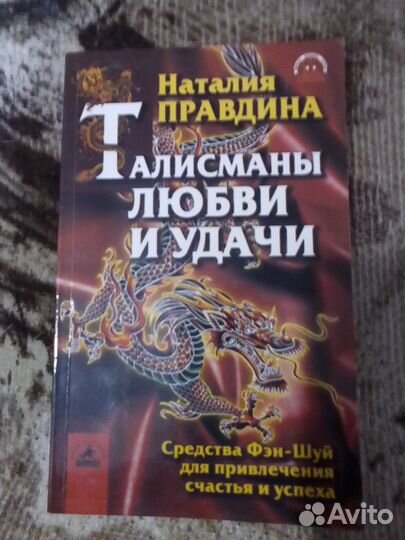 Наталия
ПРАВДИНА
ТАЛИСМАНЫ
ЛЮБВИ
И УДАЧИ
Средства Фэн-Шуй
для привлечения
счастья и успеха
Avito